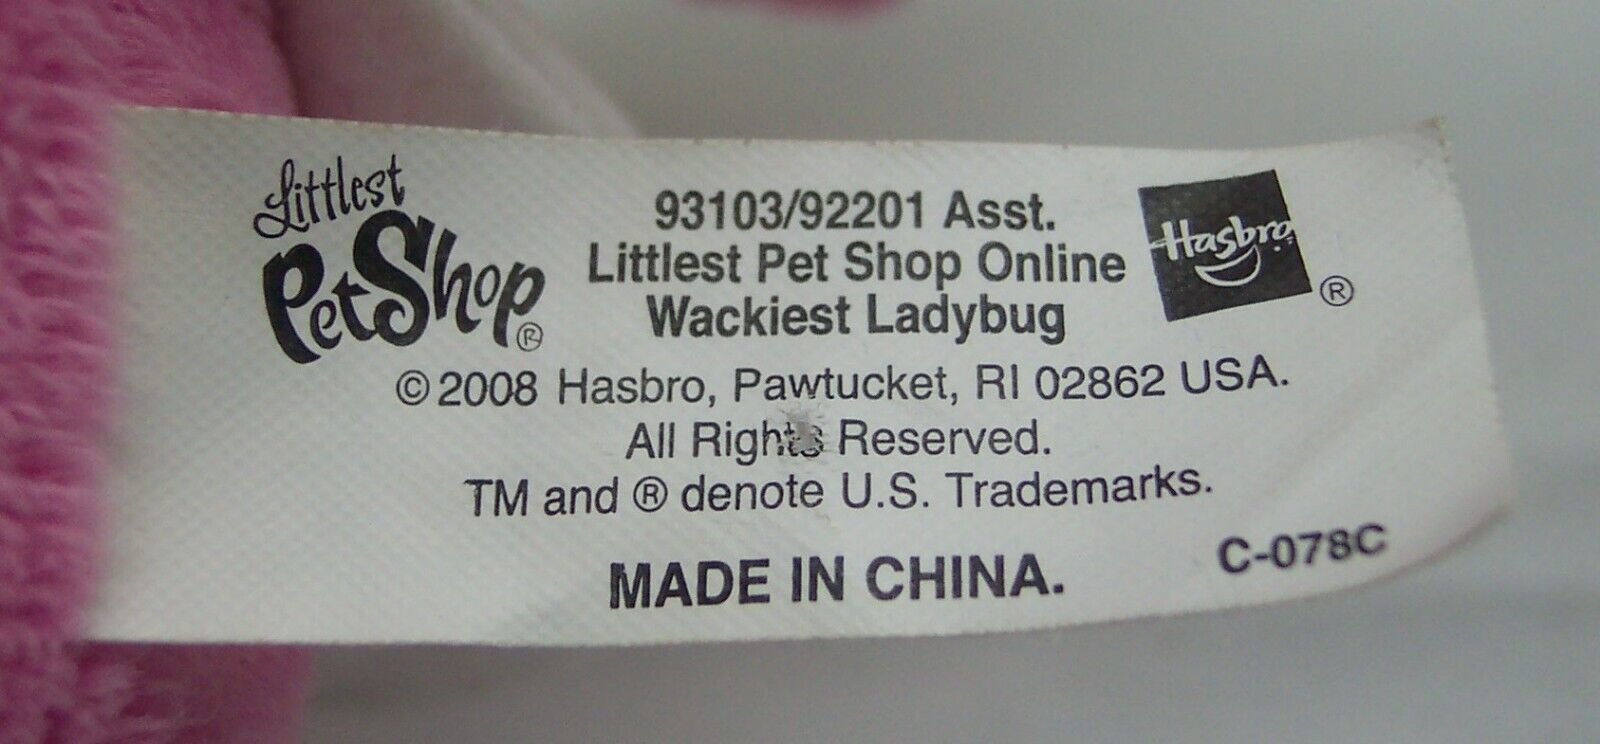 Littlest
PetShop®
93103/92201 Asst.
Littlest Pet Shop Online
Wackiest Ladybug
Hasbro
®
©2008 Hasbro, Pawtucket, RI 02862 USA.
All Rights Reserved.
TM and ® denote U.S. Trademarks.
MADE IN CHINA.
C-078C